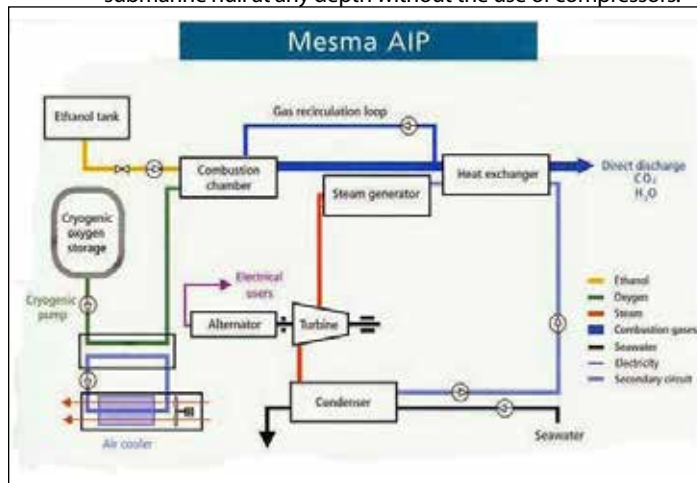 submarine hull at any depth without the use of compressors.
Mesma AIP
Ethanol tank
Gas recirculation loop
Combustion
chamber
Heat exchanger
Direct discharge
CO₂
H₂O
Steam generator
Cryogenic
oxygen
storage
Cryogenic
pump
Electrical
users
Alternator
Turbine
Ethanol
Oxygen
Steam
Combustion gases
Seawater
Electricity
Secondary circuit
Condenser
Seawater
Air cooler